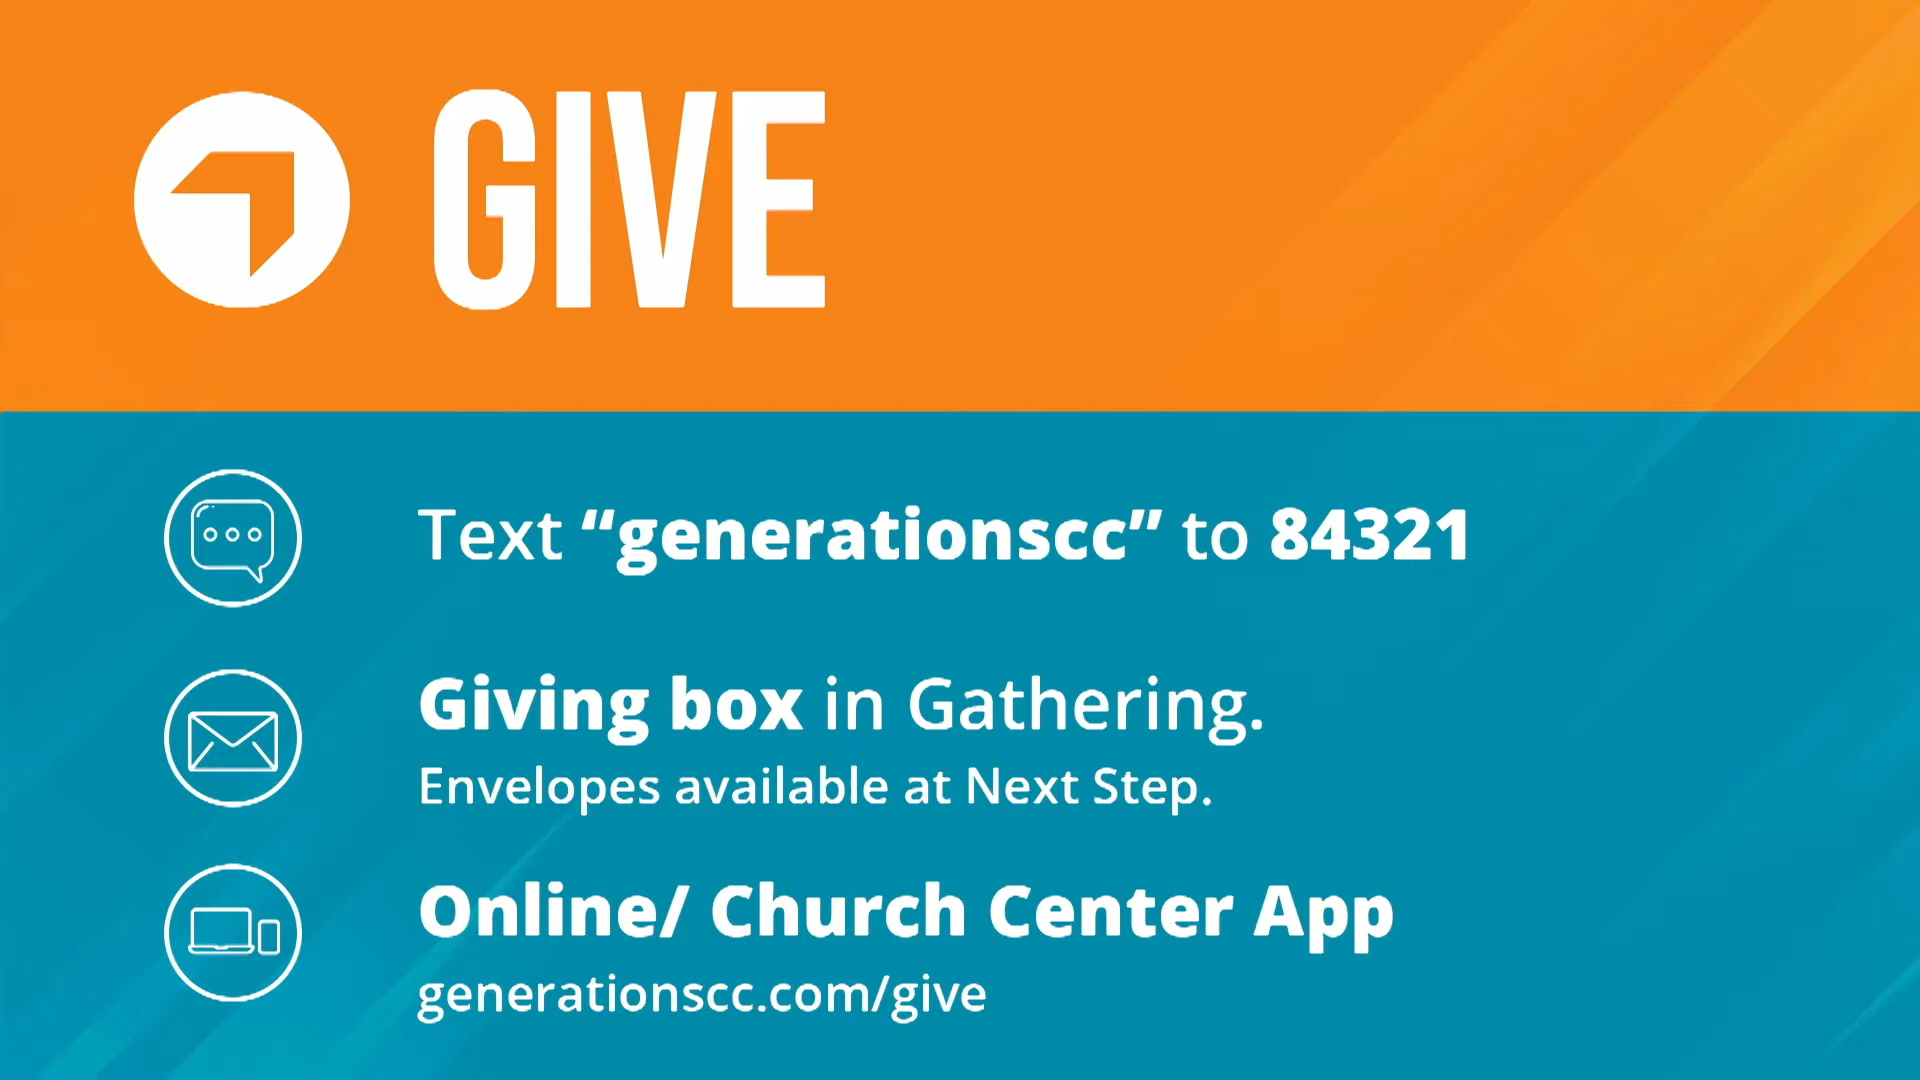 GIVE
Text “generationscc” to 84321
Giving box in Gathering.
Envelopes available at Next Step.
Online/ Church Center App
generationscc.com/give